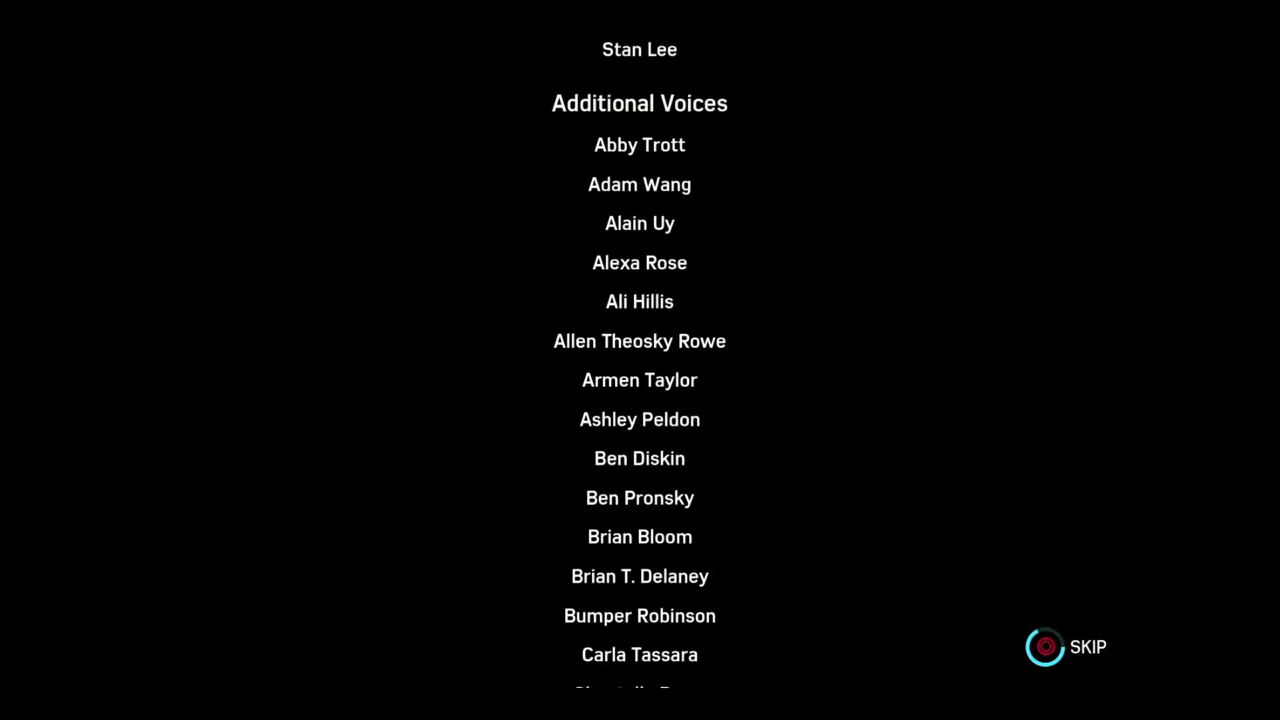 Stan Lee
Additional Voices
Abby Trott
Adam Wang
Alain Uy
Alexa Rose
Ali Hillis
Allen Theosky Rowe
Armen Taylor
Ashley Peldon
Ben Diskin
Ben Pronsky
Brian Bloom
Brian T. Delaney
Bumper Robinson
SKIP
Carla Tassara